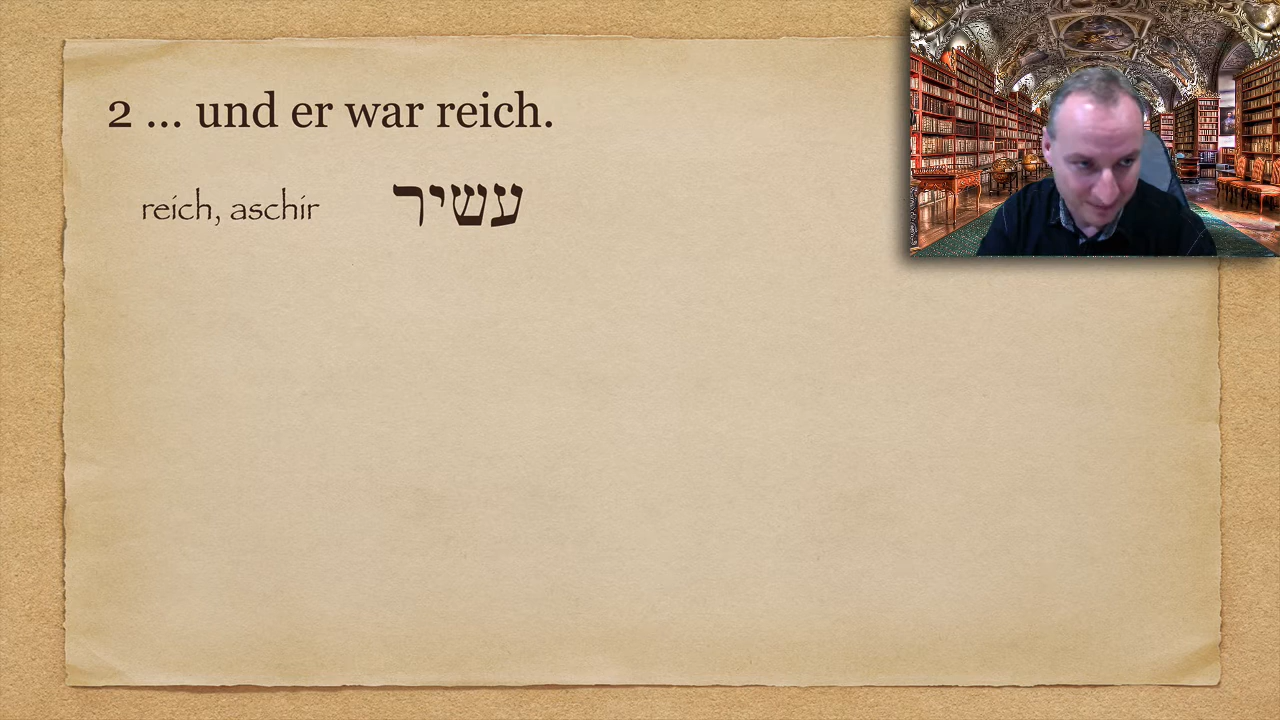 2 ... und er war reich.
reich, aschir עשיר